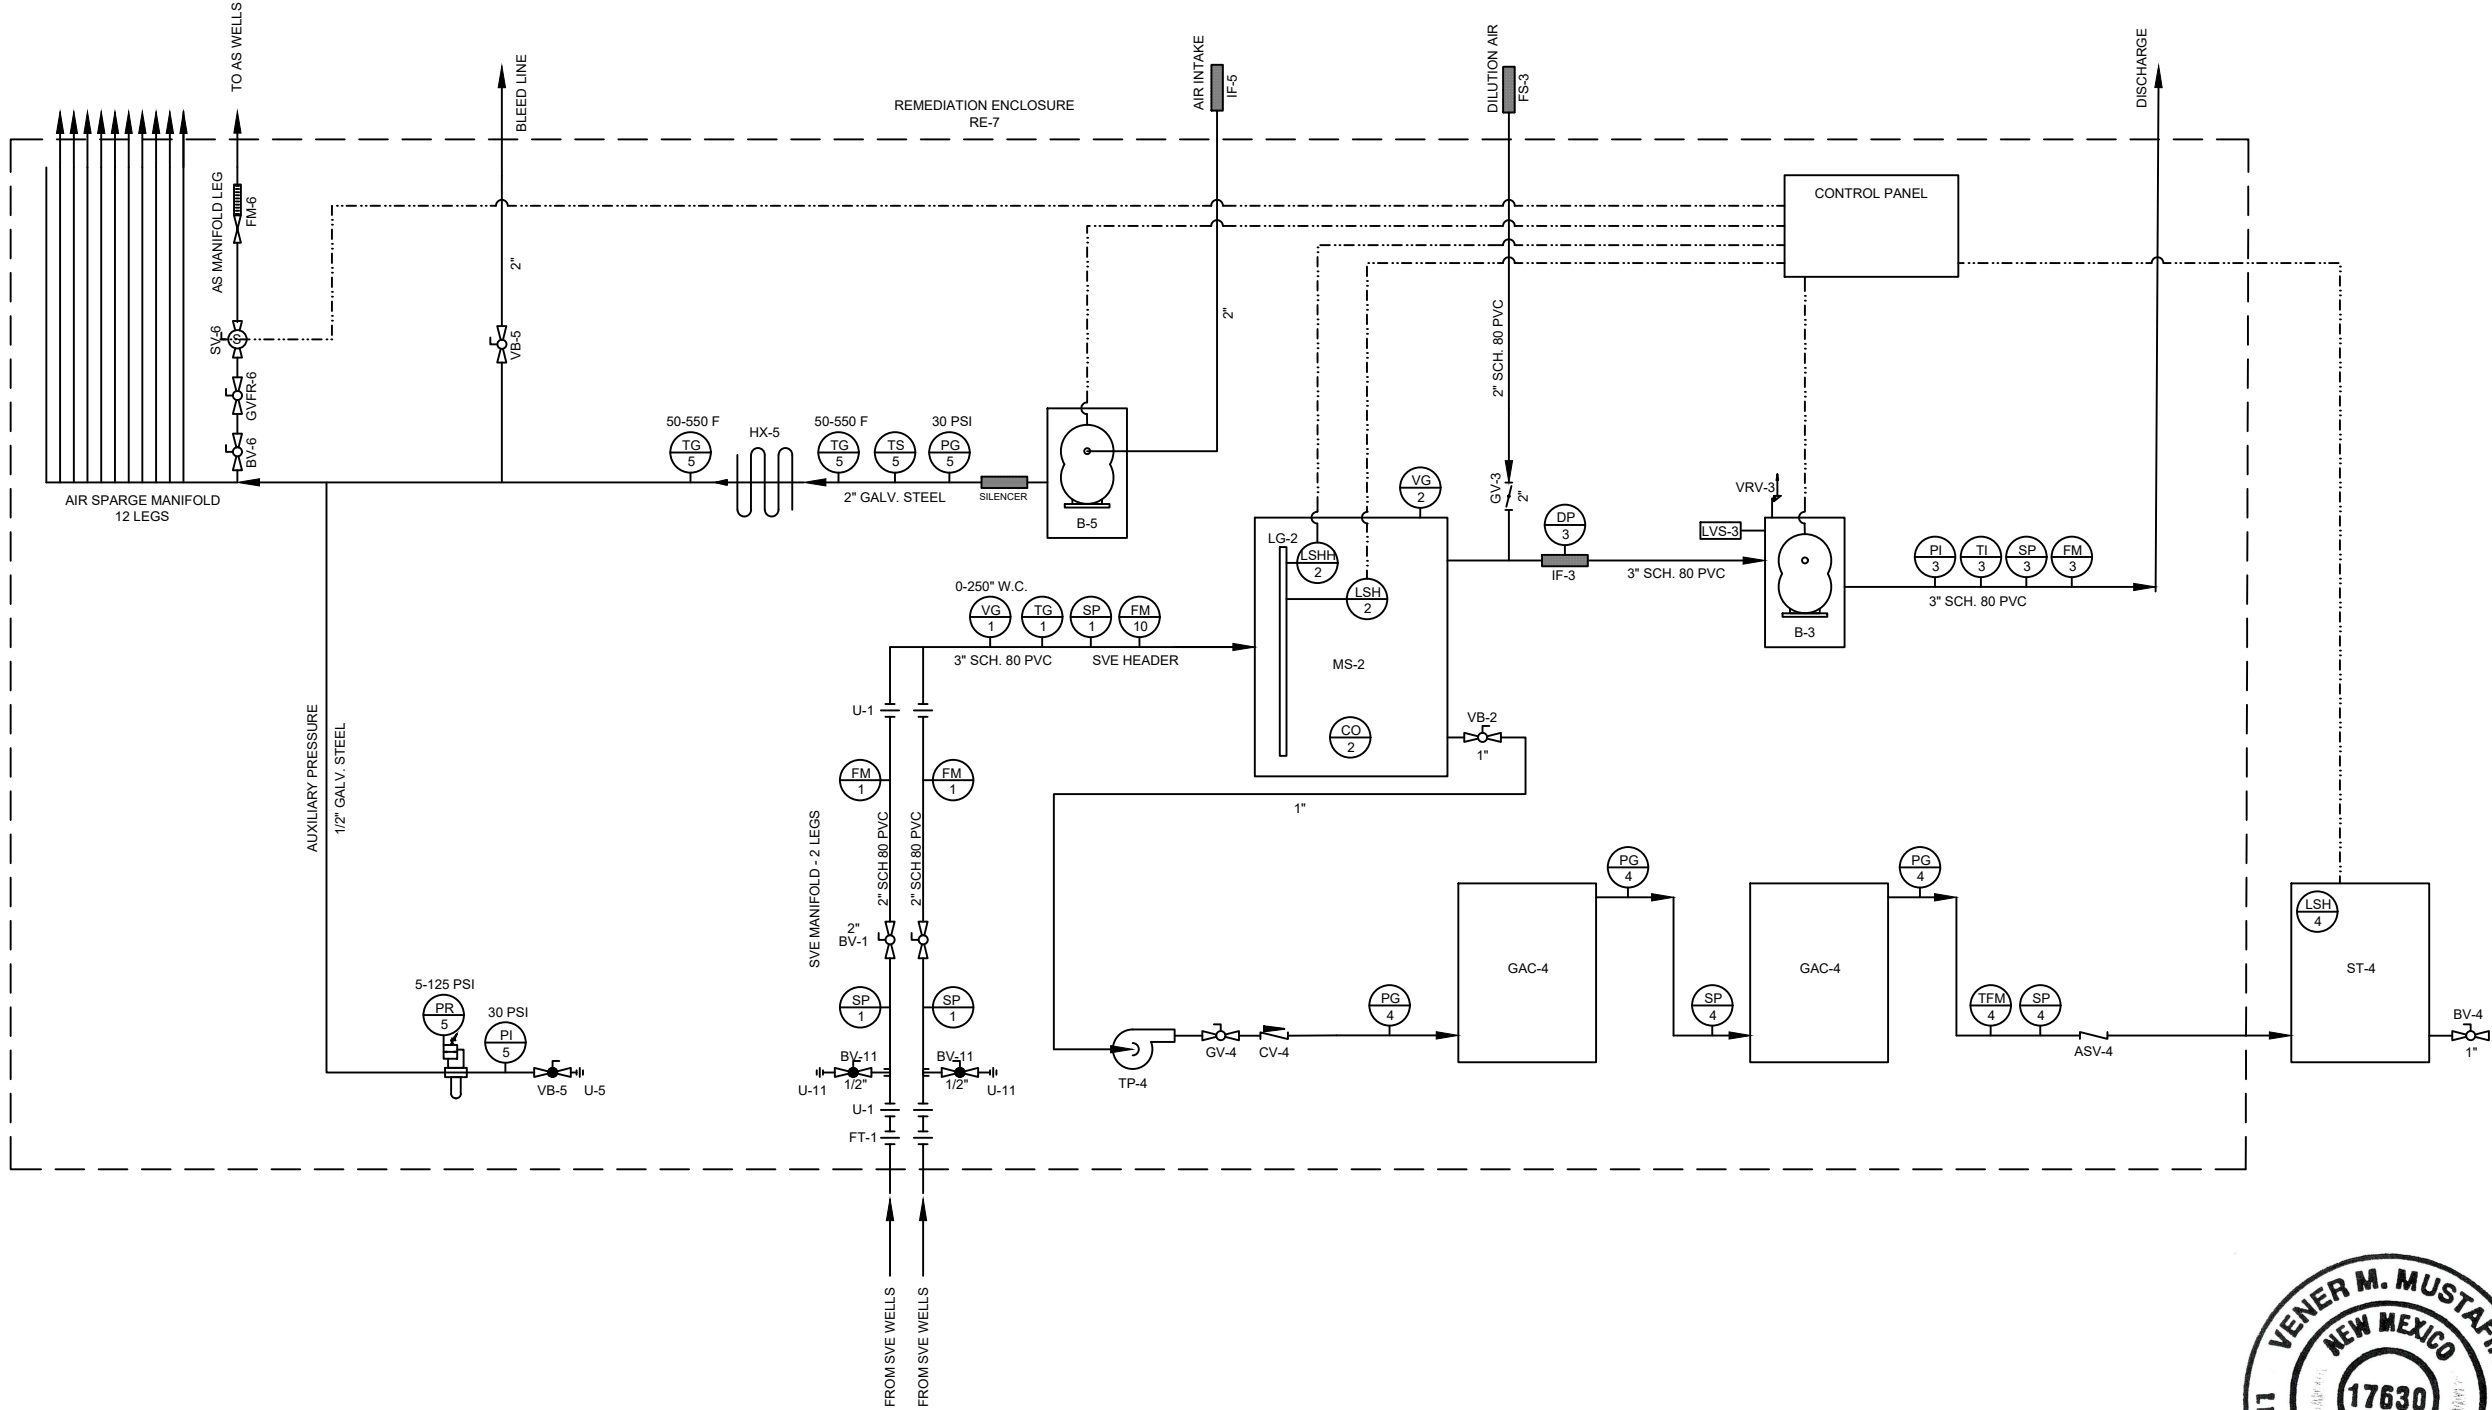 TO AS WELLS
BLEED LINE
REMEDIATION ENCLOSURE
RE-7
AIR INTAKE
IF-5
DILUTION AIR
FS-3
DISCHARGE
AS MANIFOLD LEG
FM-6
SV-6
S
GVFR-6
BV-6
2"
VB-5
2"
2" SCH. 80 PVC
CONTROL PANEL
AIR SPARGE MANIFOLD
12 LEGS
50-550 F
TG
5
HX-5
50-550 F
TG
5
TS
5
30 PSI
PG
5
2" GALV. STEEL
SILENCER
B-5
GV-3
2"
VG
2
LG-2
LSHH
2
LSH
2
MS-2
CO
2
DP
3
IF-3
3" SCH. 80 PVC
VRV-3
LVS-3
B-3
PI
3
TI
3
SP
3
FM
3
3" SCH. 80 PVC
0-250" W.C.
VG
1
TG
1
SP
1
FM
10
3" SCH. 80 PVC
SVE HEADER
VB-2
1"
1"
AUXILIARY PRESSURE
1/2" GALV. STEEL
5-125 PSI
PR
5
30 PSI
PI
5
VB-5
U-5
SVE MANIFOLD - 2 LEGS
U-1
FM
1
FM
1
2" SCH 80 PVC
2" SCH 80 PVC
2"
BV-1
SP
1
SP
1
BV-11
BV-11
1/2"
1/2"
U-11
U-11
U-1
FT-1
FROM SVE WELLS
FROM SVE WELLS
TP-4
GV-4
CV-4
PG
4
GAC-4
PG
4
SP
4
GAC-4
PG
4
TFM
4
SP
4
ASV-4
LSH
4
ST-4
BV-4
1"
VENER M.
NEW MEXICO
17630